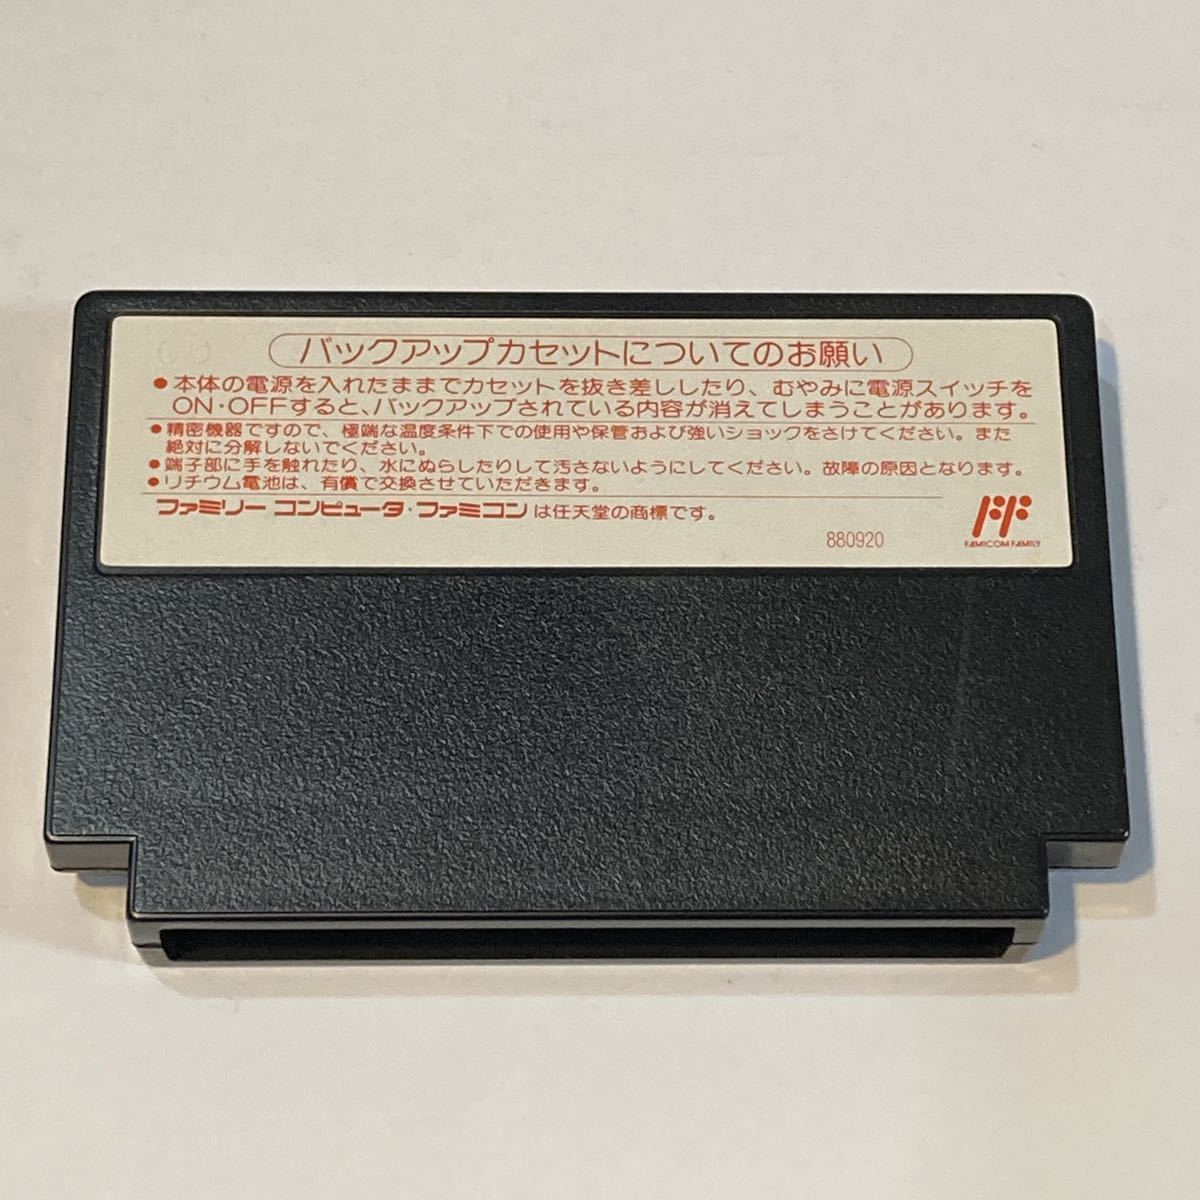 バックアップカセットについてのお願い
●本体の電源を入れたままでカセットを抜き差ししたり、むやみに電源スイッチを
ON・OFFすると、バックアップされている内容が消えてしまうことがあります。
●精密機器ですので、極端な温度条件下での使用や保管および強いショックをさけてください。また
絶対に分解しないでください。
●端子部に手を触れたり、水にぬらしたりして汚さないようにしてください。故障の原因となります。
●リチウム電池は、有償で交換させていただきます。
ファミリーコンピュータ・ファミコンは任天堂の商標です。
880920
FAMICOM FAMILY